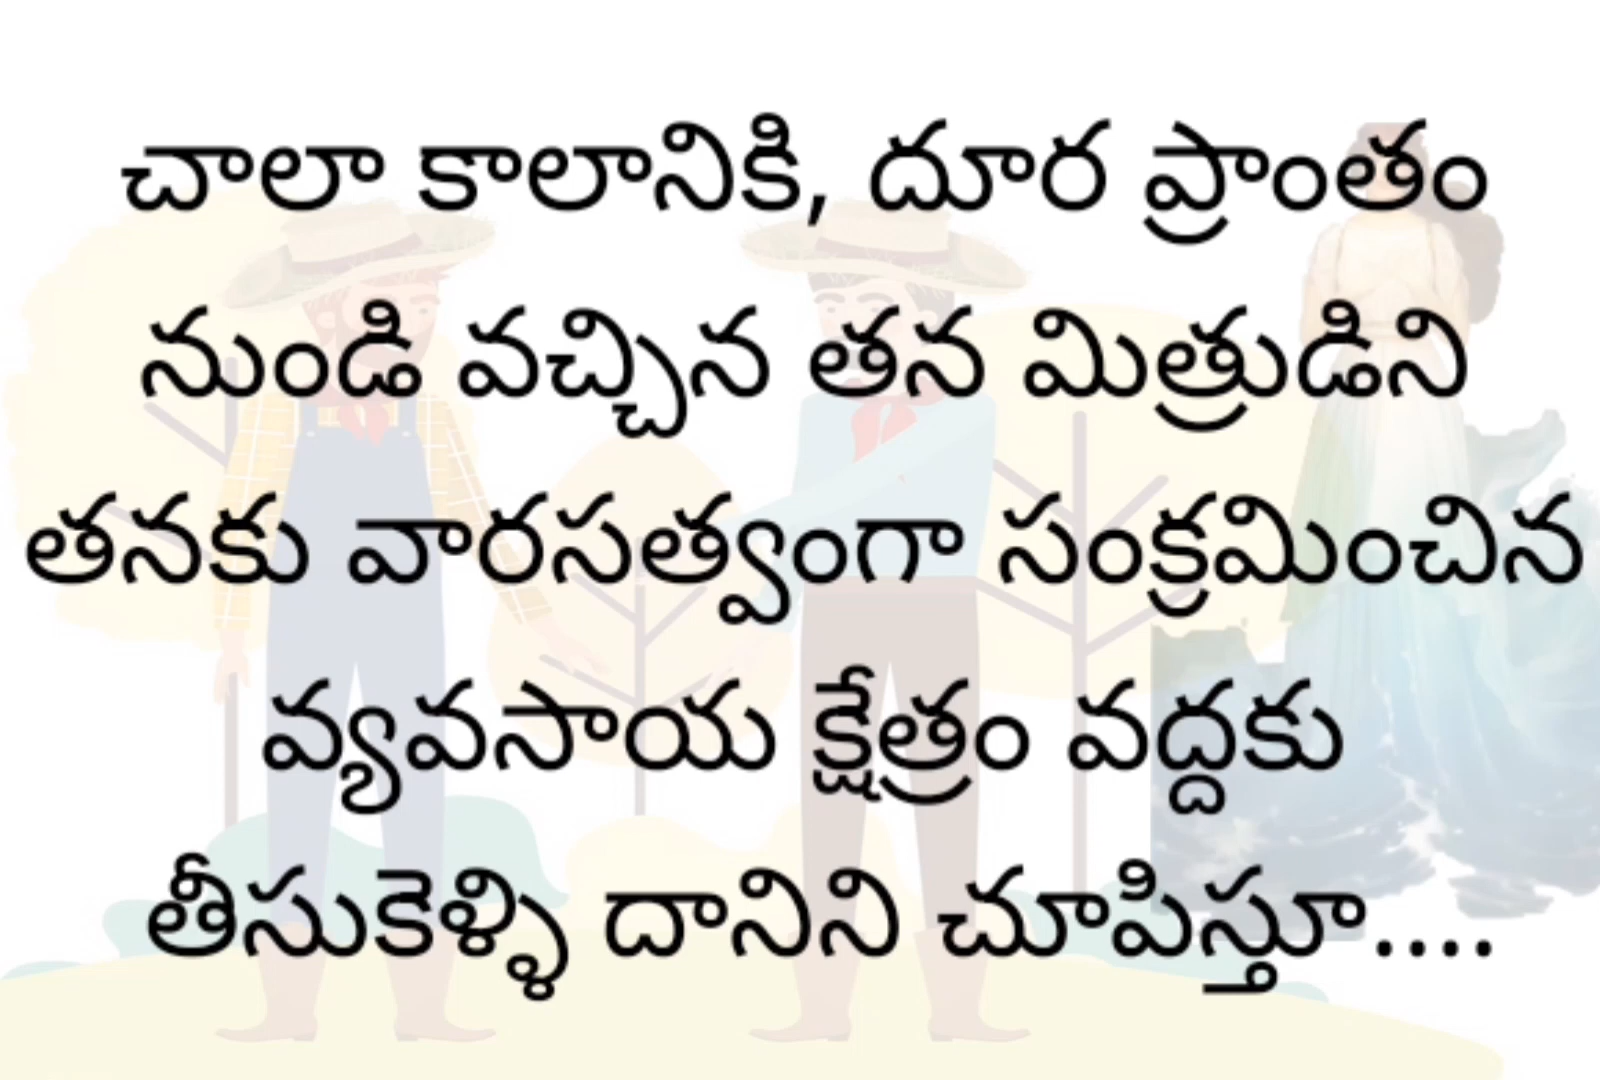 చాలా కాలానికి, దూర ప్రాంతం
నుండి వచ్చిన తన మిత్రుడిని
తనకు వారసత్వంగా సంక్రమించిన
వ్యవసాయ క్షేత్రం వద్దకు
తీసుకెళ్ళి దానిని చూపిస్తూ....